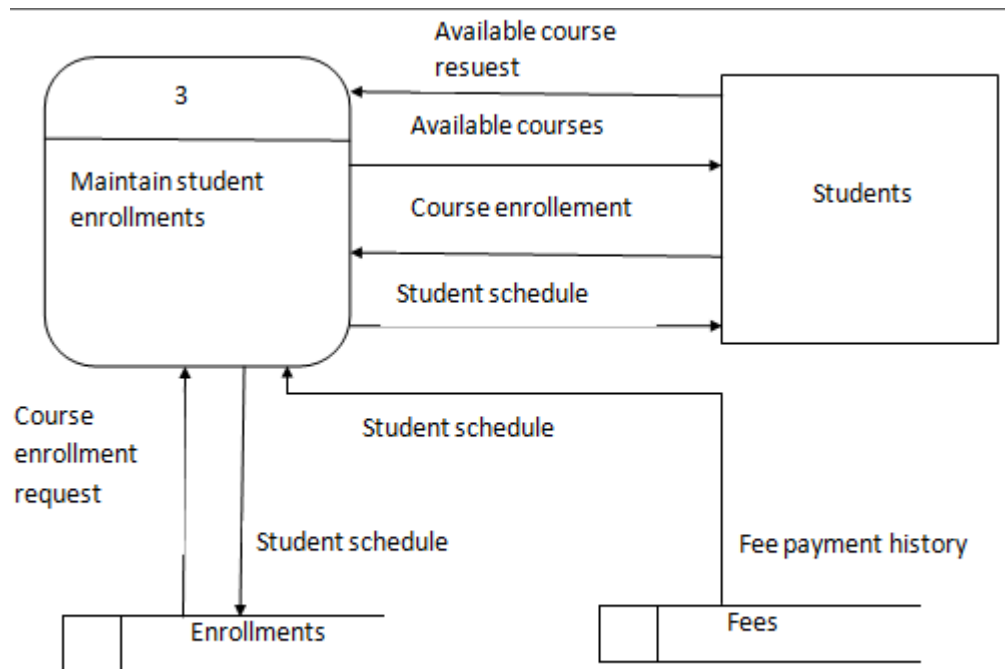 Available course
resuest
3
Available courses
Maintain student
enrollments
Students
Course enrollement
Student schedule
Course
enrollment
request
Student schedule
Student schedule
Fee payment history
Enrollments
Fees